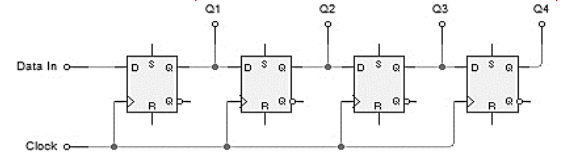 Q1 Q2 Q3 Q4
Data In D S Q D S Q D S Q D S Q
R Q R Q R Q R Q
Clock